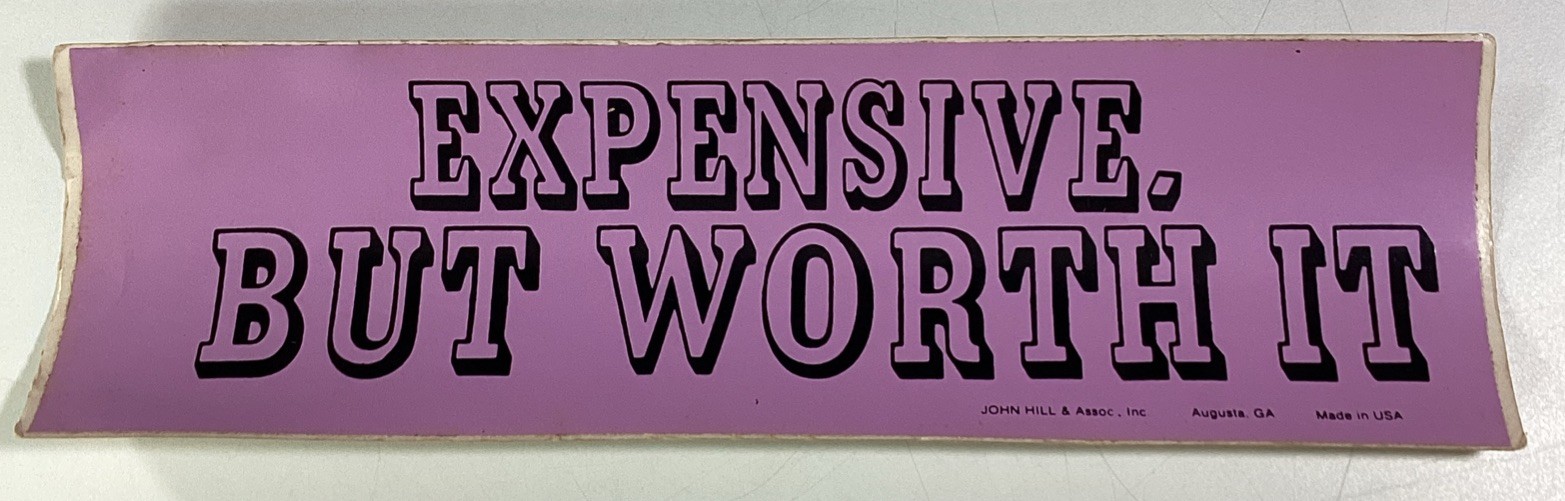 EXPENSIVE,
BUT WORTH IT
JOHN HILL & Assoc., Inc Augusta. GA Made in USA